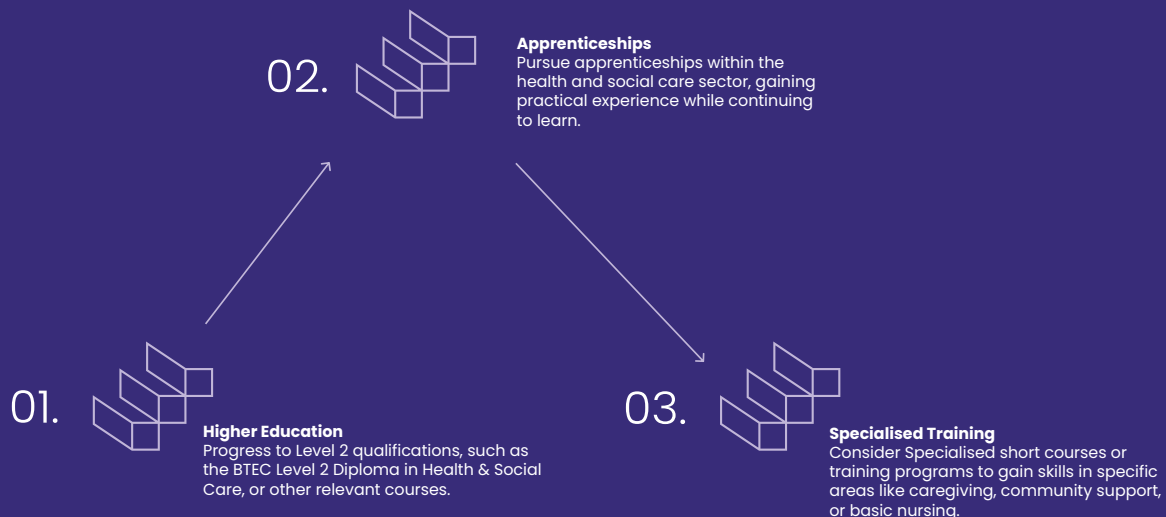 02.
Apprenticeships
Pursue apprenticeships within the
health and social care sector, gaining
practical experience while continuing
to learn.
01.
Higher Education
Progress to Level 2 qualifications, such as
the BTEC Level 2 Diploma in Health & Social
Care, or other relevant courses.
03.
Specialised Training
Consider Specialised short courses or
training programs to gain skills in specific
areas like caregiving, community support,
or basic nursing.